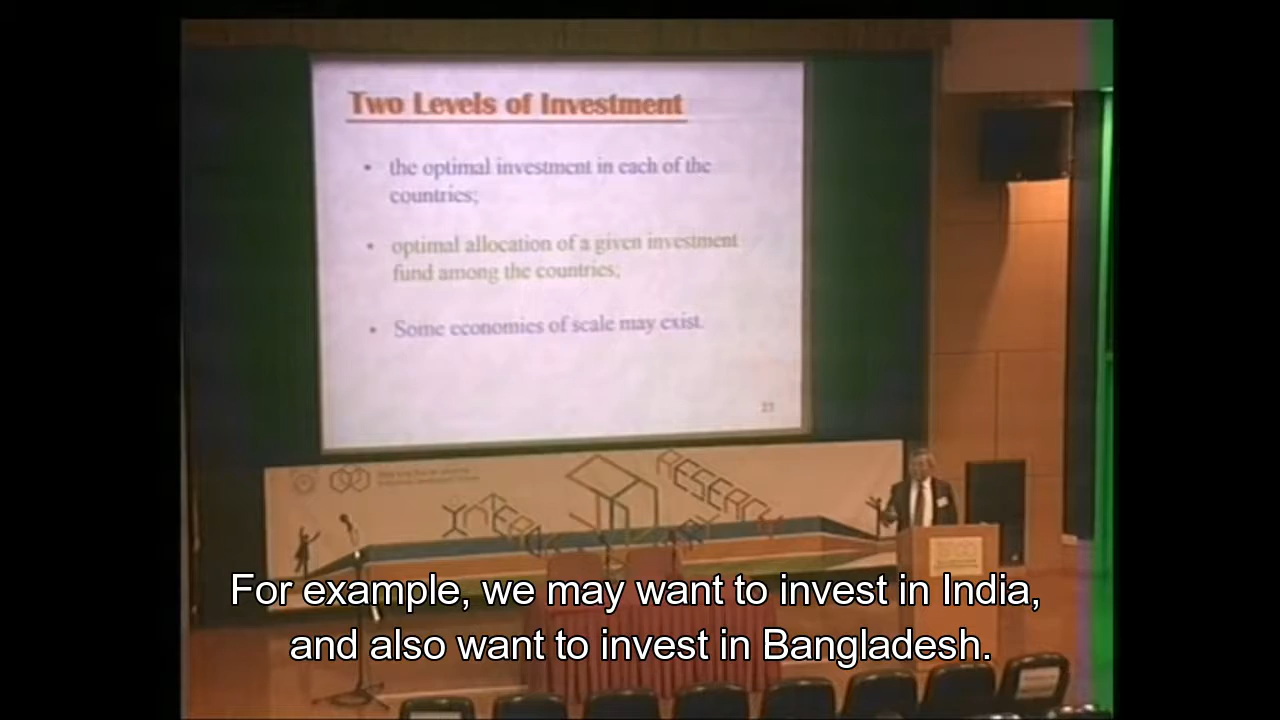 Two Levels of Investment
• the optimal investment in each of the
countries;
• optimal allocation of a given investment
fund among the countries;
• Some economies of scale may exist.
RESEARCH
For example, we may want to invest in India,
and also want to invest in Bangladesh.